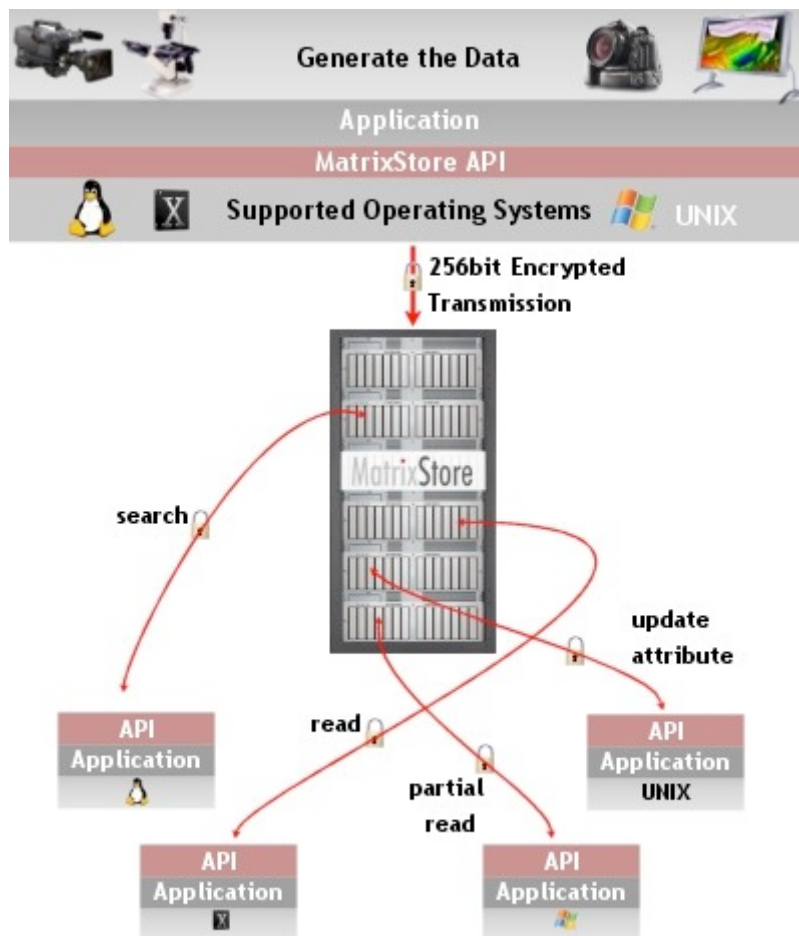 Generate the Data
Application
MatrixStore API
X Supported Operating Systems UNIX
256bit Encrypted
Transmission
MatrixStore
search
update
attribute
read
API
Application
API
Application
UNIX
partial
read
API
Application
X
API
Application